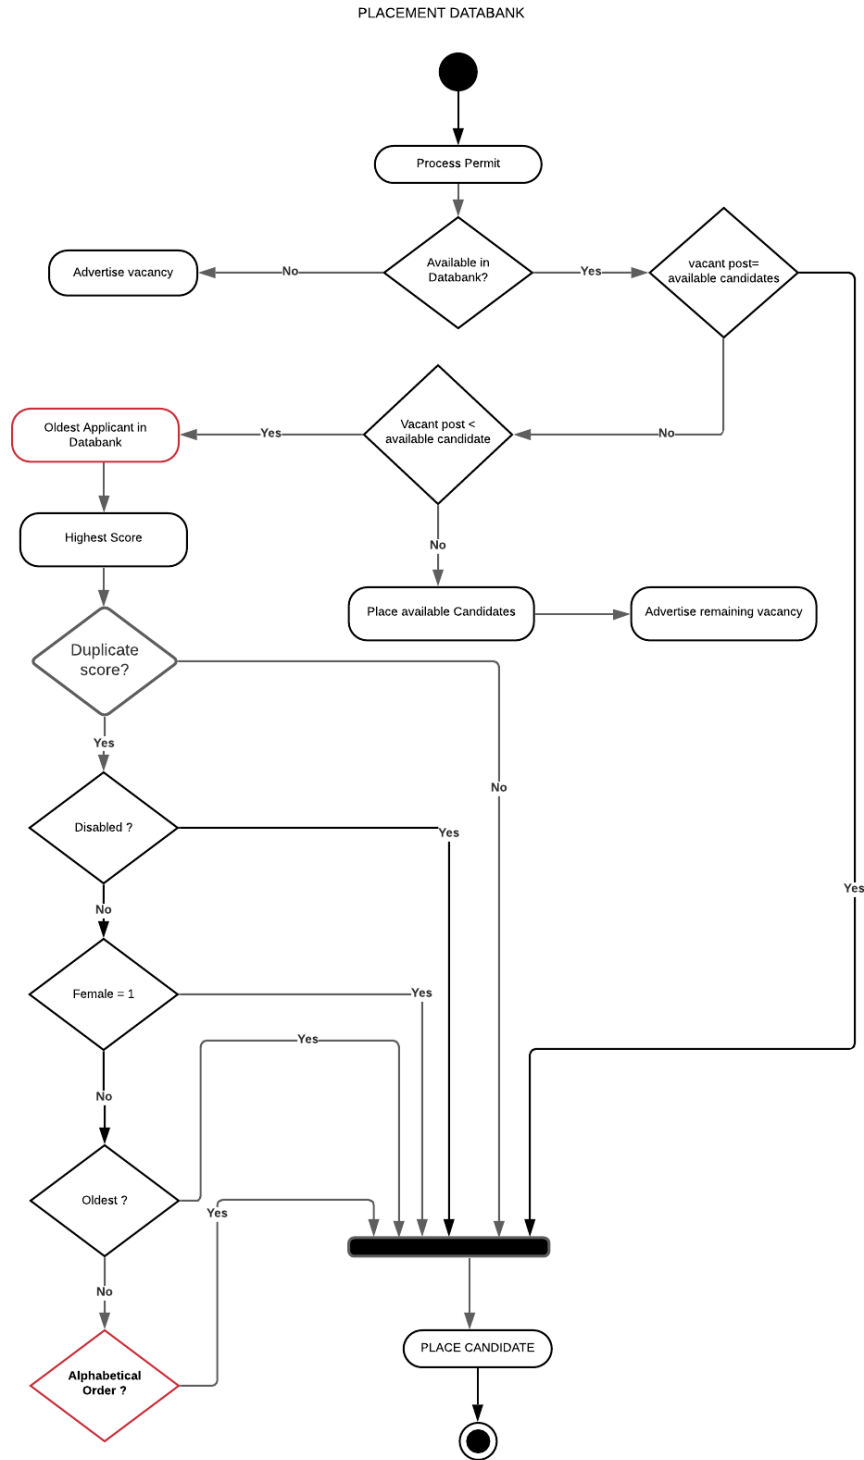 PLACEMENT DATABANK
Process Permit
Available in
Databank?
No
Advertise vacancy
Yes
vacant post=
available candidates
No
Vacant post <
available candidate
Yes
Oldest Applicant in
Databank
Highest Score
No
Place available Candidates
Advertise remaining vacancy
Duplicate
score?
Yes
No
Disabled ?
Yes
Yes
No
Female = 1
Yes
Yes
No
Oldest ?
Yes
No
Alphabetical
Order ?
PLACE CANDIDATE